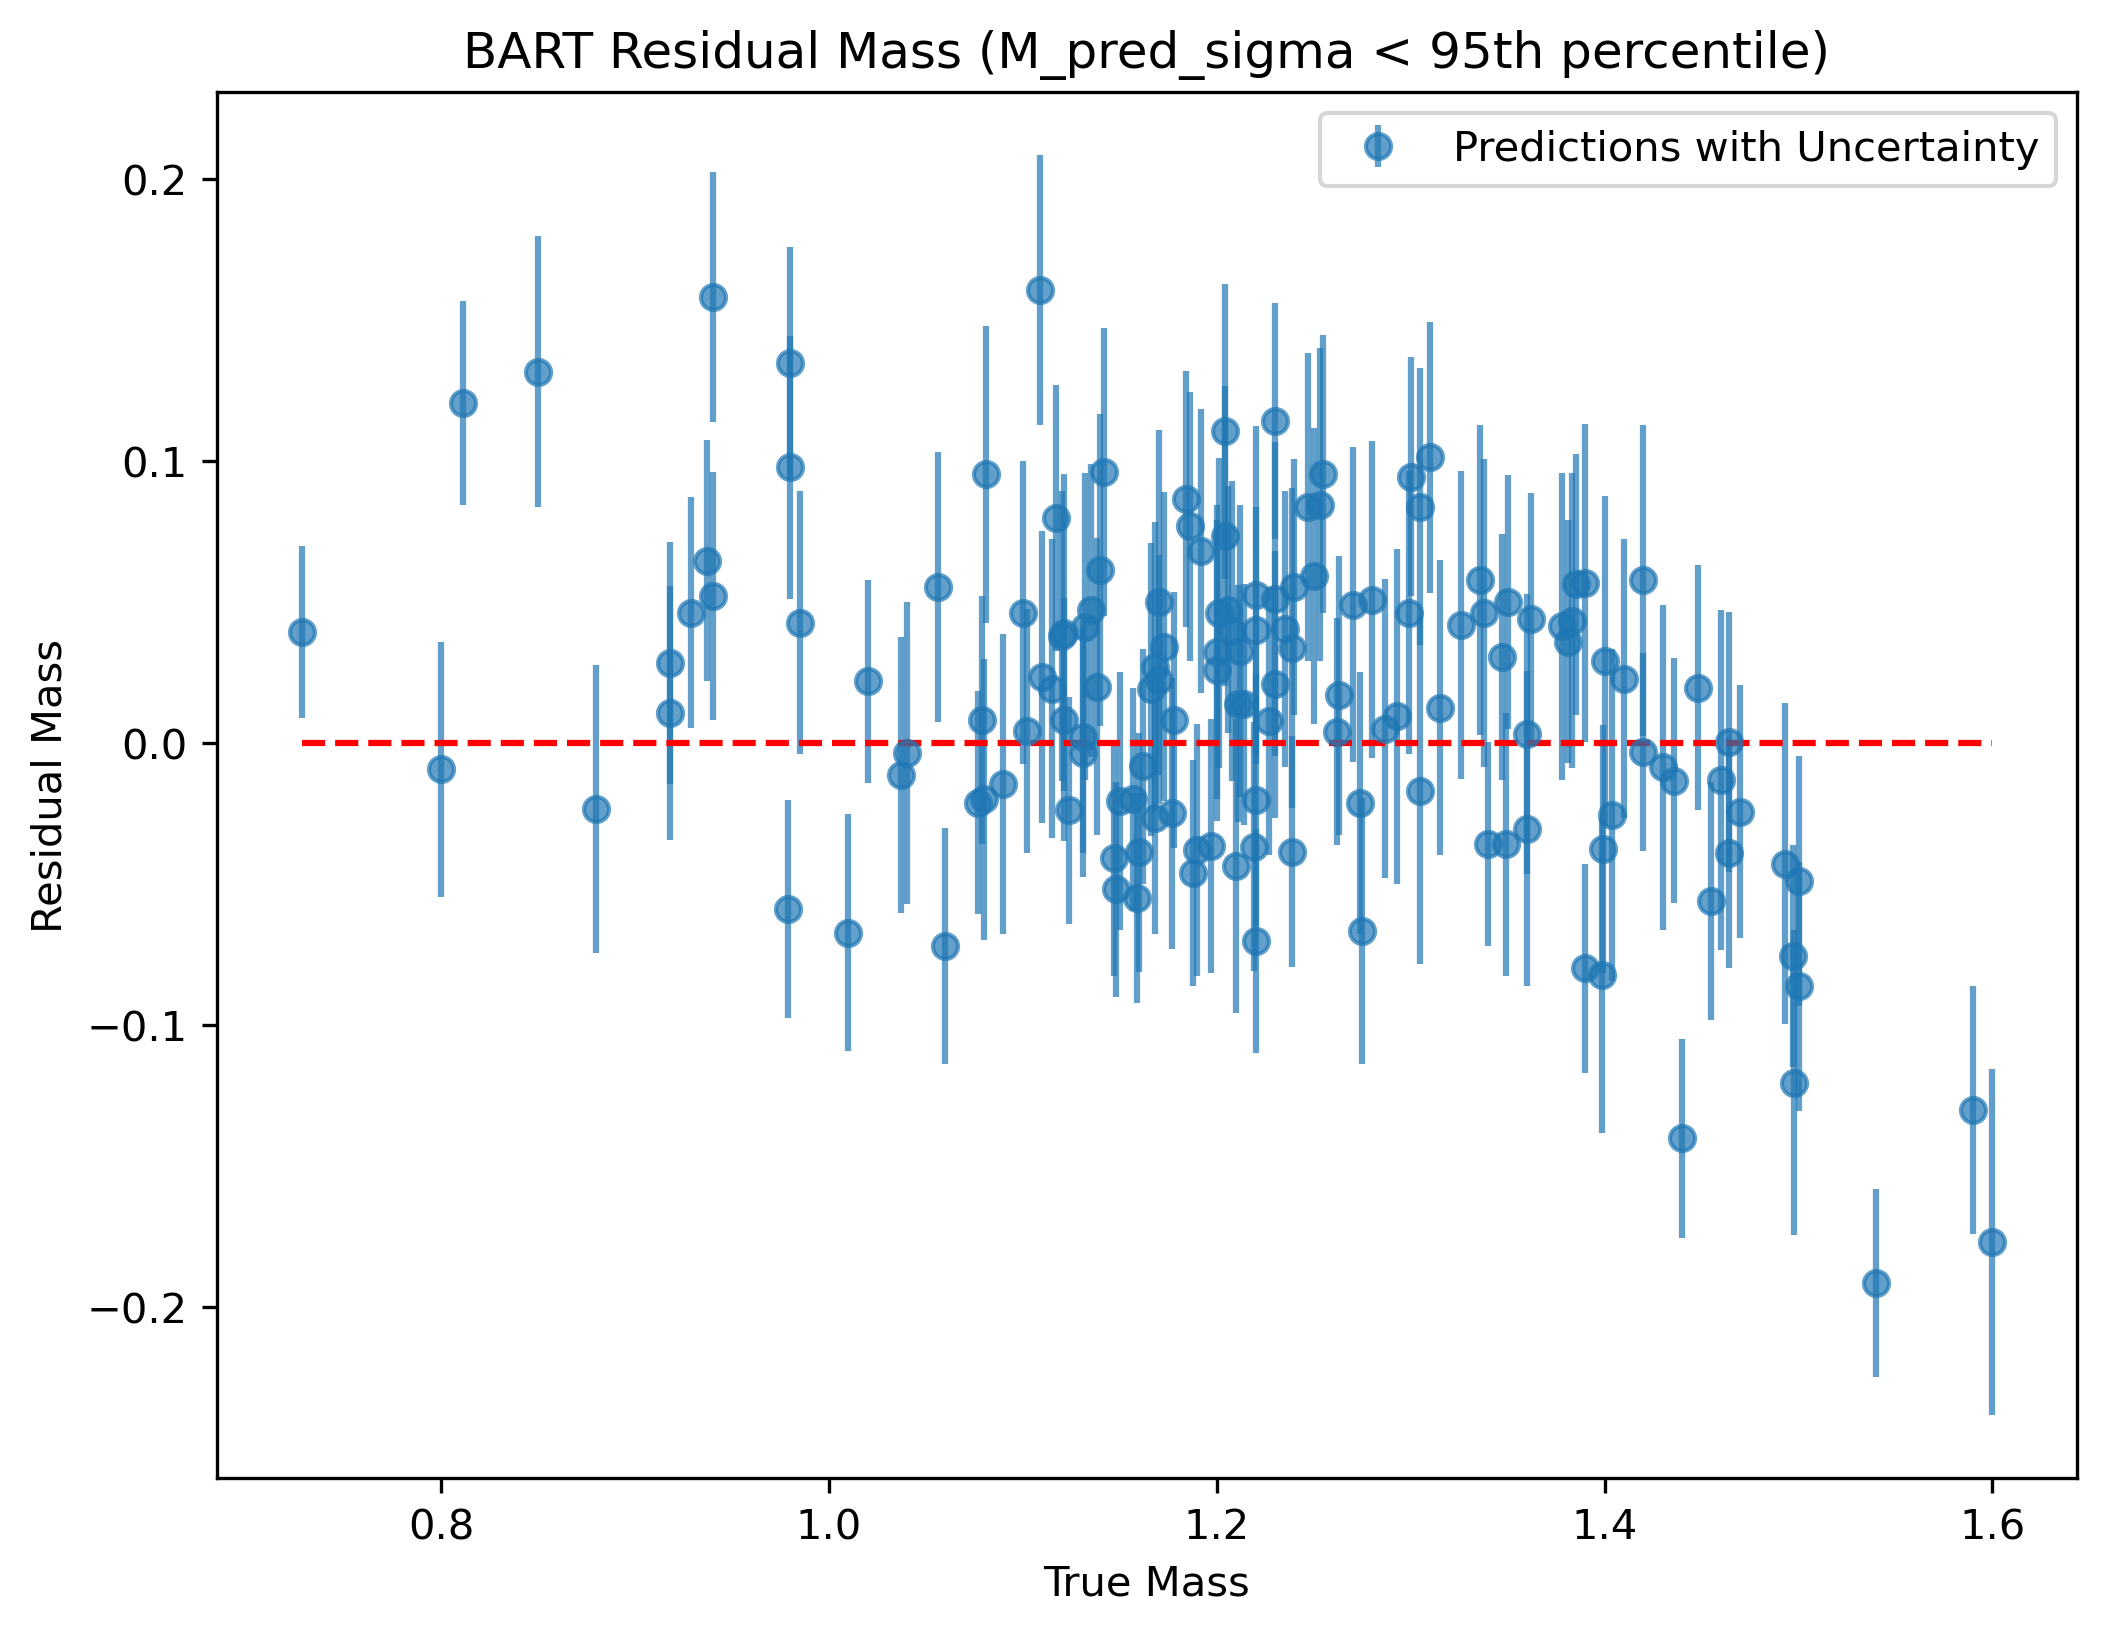 BART Residual Mass (M_pred_sigma < 95th percentile)
Predictions with Uncertainty
0.2
0.1
0.0
−0.1
−0.2
Residual Mass
0.8 1.0 1.2 1.4 1.6
True Mass